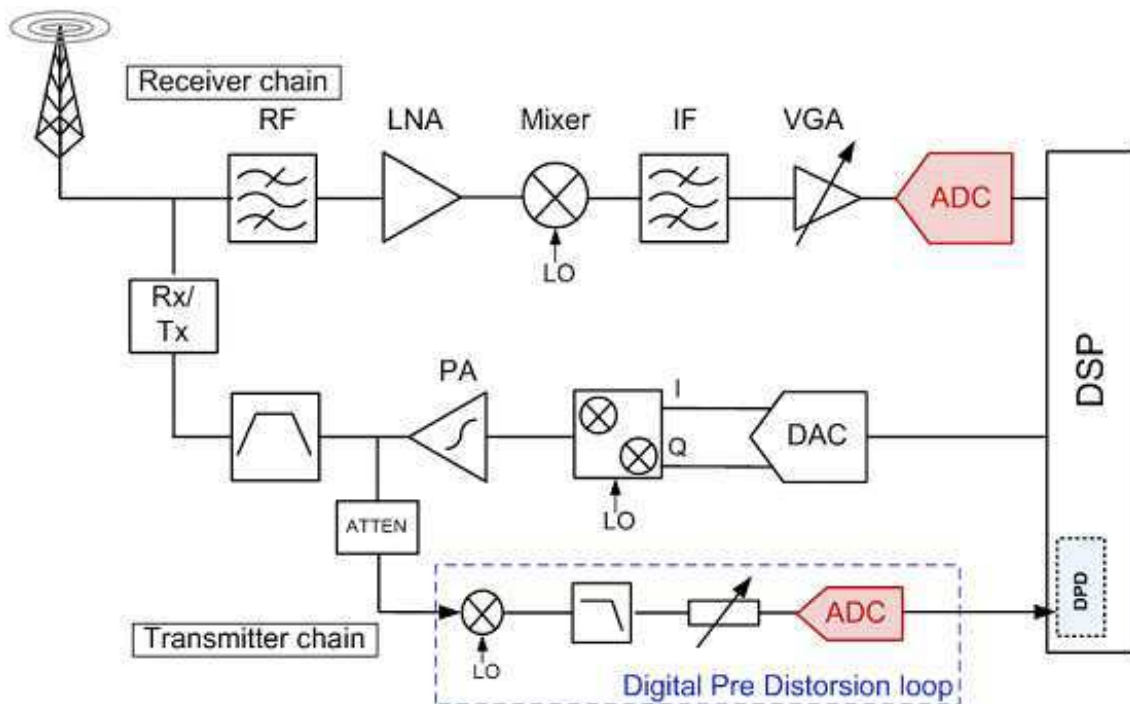 Receiver chain
RF
LNA
Mixer
IF
VGA
ADC
LO
Rx/
Tx
DSP
PA
I
Q
DAC
LO
ATTEN
DPD
ADC
LO
Transmitter chain
Digital Pre Distorsion loop